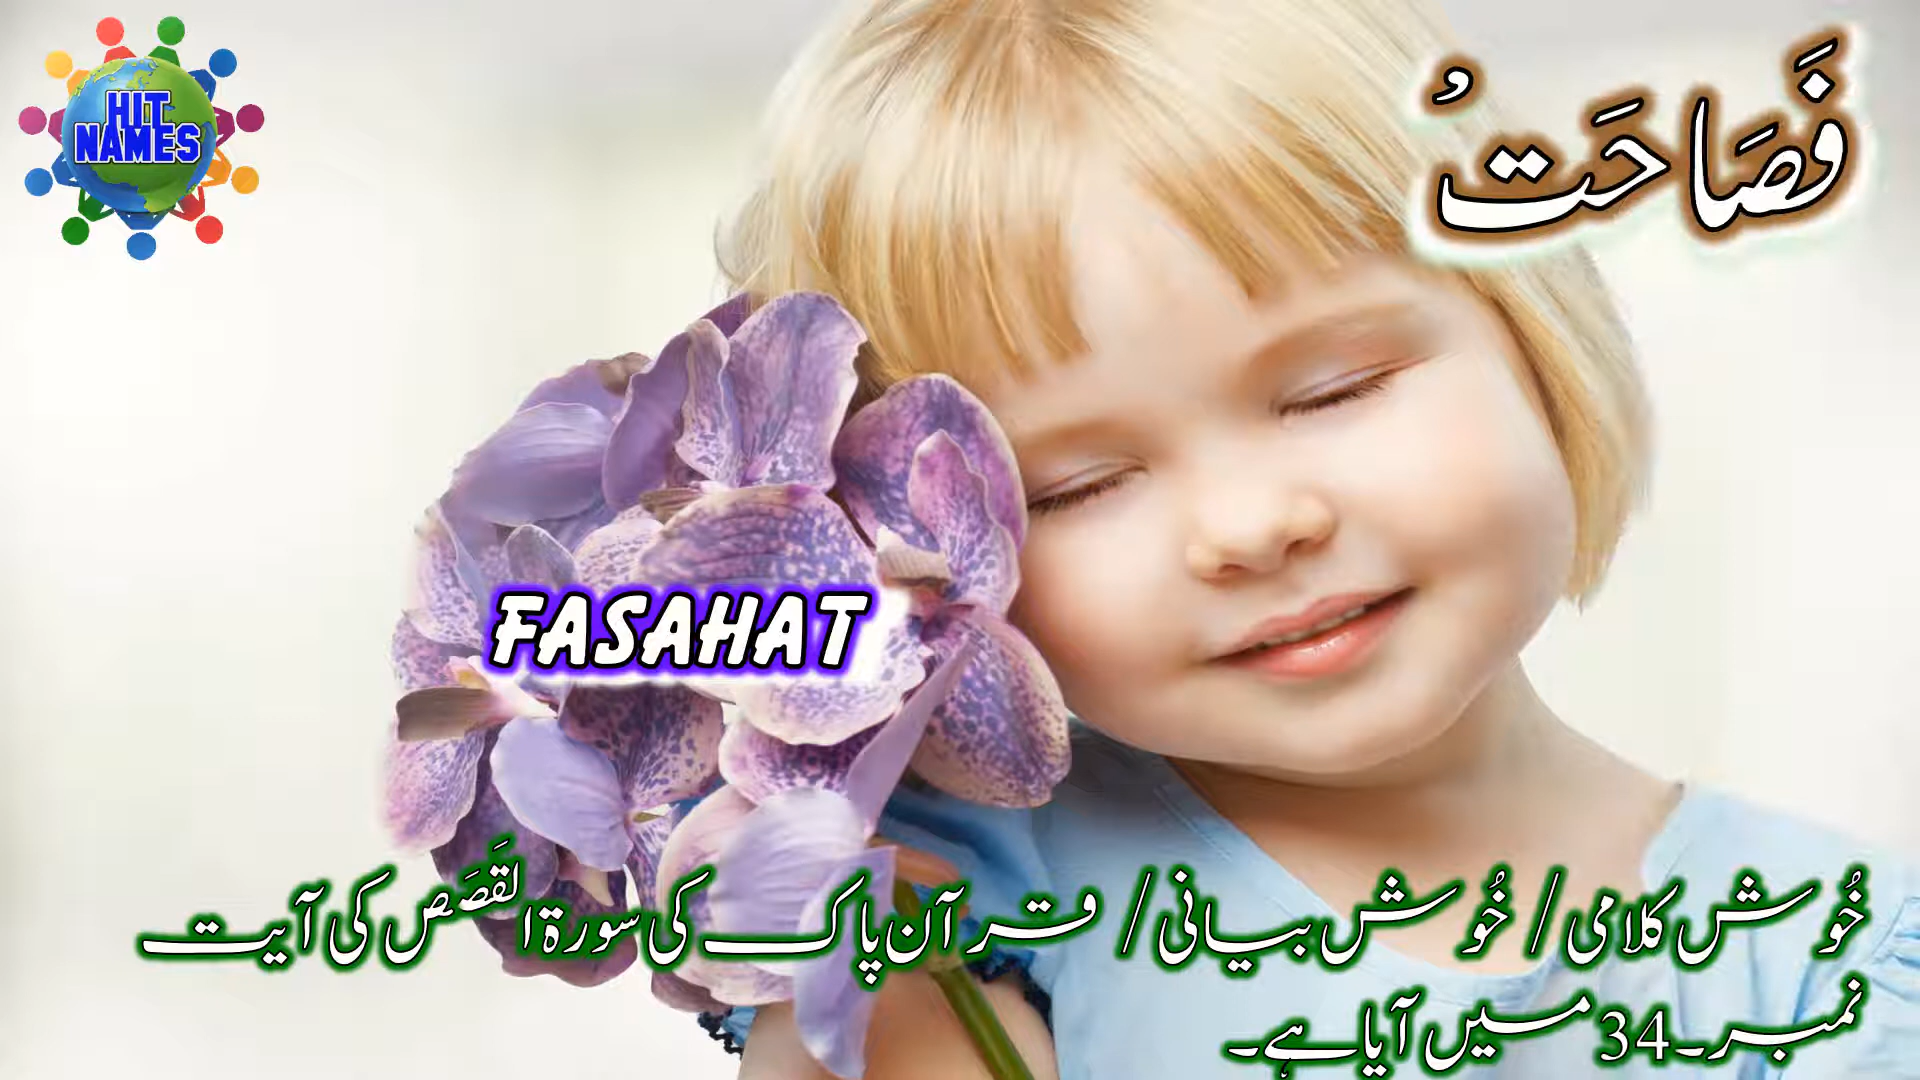 HIT
NAMES
فَصَاحَتُ
FASAHAT
خُوش کلامی/ خُوش بیانی/ قرآن پاک کی سورۃ القَصَص کی آیت
نمبر۔34 میں آیا ہے۔